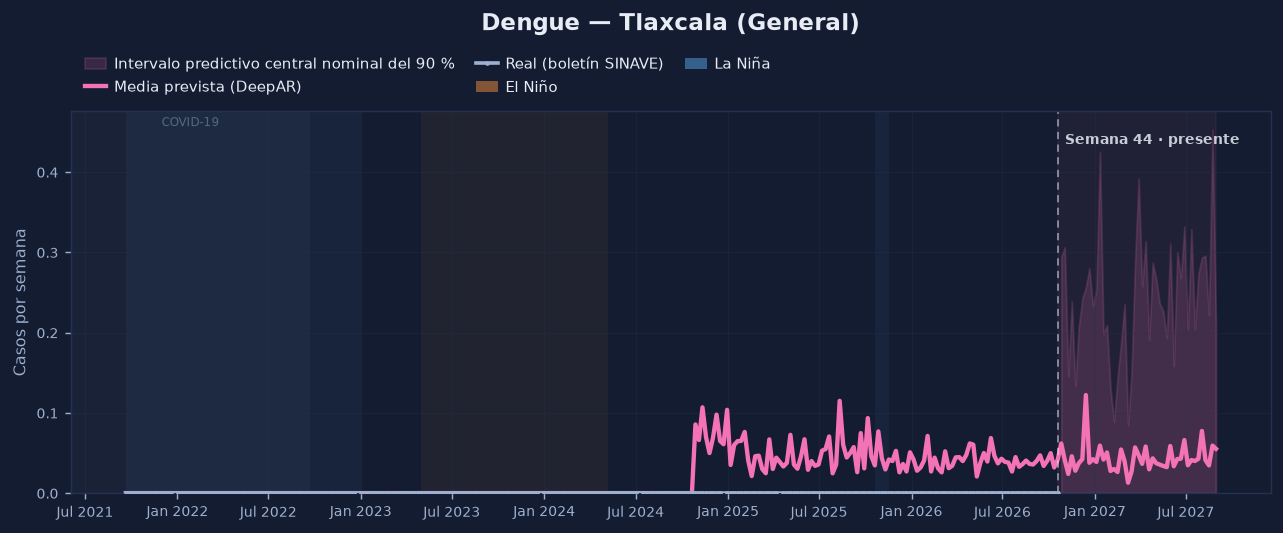 Dengue — Tlaxcala (General)
Intervalo predictivo central nominal del 90 %
Real (boletín SINAVE)
La Niña
Media prevista (DeepAR)
El Niño
COVID-19
Semana 44 · presente
Casos por semana
0.4
0.3
0.2
0.1
0.0
Jul 2021
Jan 2022
Jul 2022
Jan 2023
Jul 2023
Jan 2024
Jul 2024
Jan 2025
Jul 2025
Jan 2026
Jul 2026
Jan 2027
Jul 2027